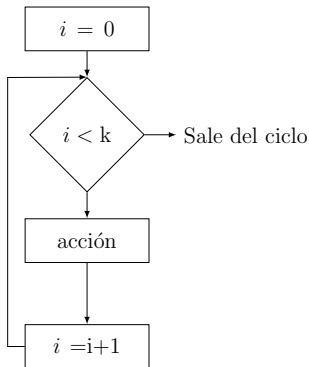 i = 0
i < k
Sale del ciclo
acción
i =i+1